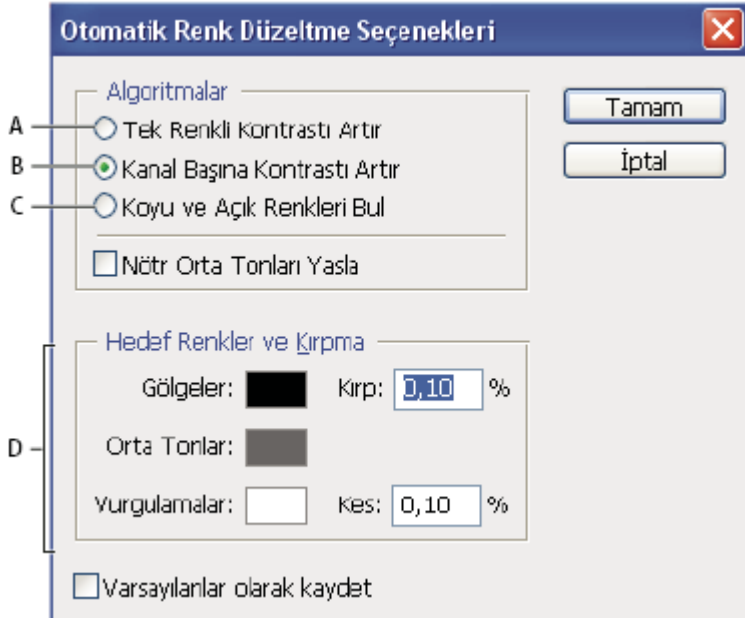 Otomatik Renk Düzeltme Seçenekleri
Algoritmalar
A
Tek Renkli Kontrastı Artır
B
Kanal Başına Kontrastı Artır
C
Koyu ve Açık Renkleri Bul
Nötr Orta Tonları Yasla
Tamam
İptal
D
Hedef Renkler ve Kırpma
Gölgeler: Kırp: 0,10 %
Orta Tonlar:
Vurgulamalar: Kes: 0,10 %
Varsayılanlar olarak kaydet